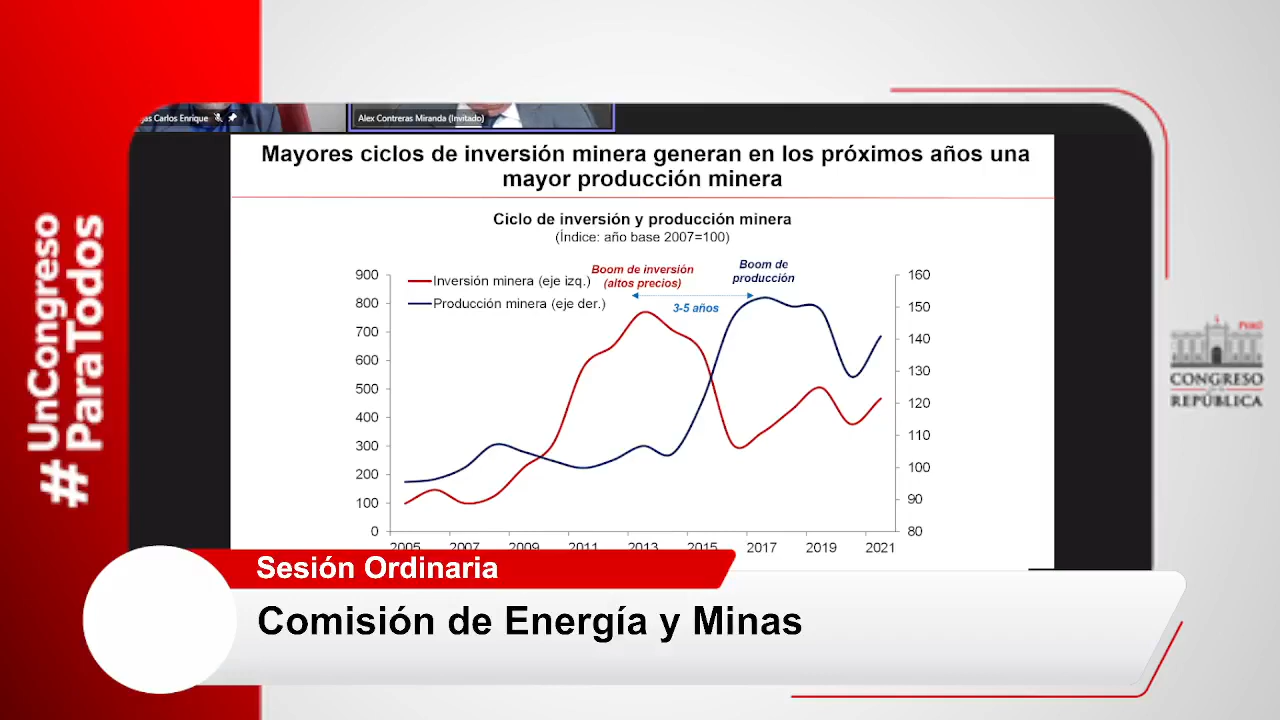 #UnCongreso
ParaTodos
gas Carlos Enrique
Alex Contreras Miranda (Invitado)
Mayores ciclos de inversión minera generan en los próximos años una
mayor producción minera
Ciclo de inversión y producción minera
(Índice: año base 2007=100)
Inversión minera (eje izq.)
Producción minera (eje der.)
Boom de inversión
(altos precios)
Boom de
producción
3-5 años
900
800
700
600
500
400
300
200
100
0
160
150
140
130
120
110
100
90
80
2005 2007 2009 2011 2013 2015 2017 2019 2021
PERÚ
CONGRESO
REPÚBLICA
Sesión Ordinaria
Comisión de Energía y Minas